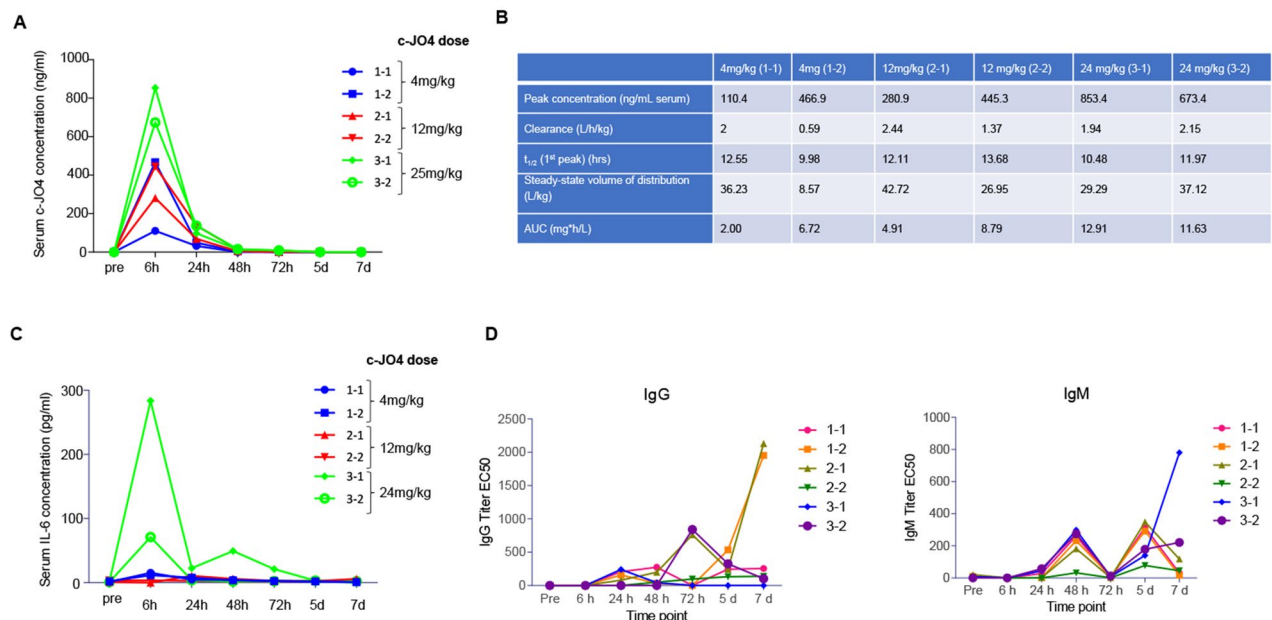 A
c-JO4 dose
Serum c-JO4 concentration (ng/ml)
1000
800
600
400
200
0
pre 6h 24h 48h 72h 5d 7d
1-1
1-2
4mg/kg
2-1
2-2
12mg/kg
3-1
3-2
25mg/kg
B
4mg/kg (1-1) 4mg (1-2) 12mg/kg (2-1) 12 mg/kg (2-2) 24 mg/kg (3-1) 24 mg/kg (3-2)
Peak concentration (ng/mL serum) 110.4 466.9 280.9 445.3 853.4 673.4
Clearance (L/h/kg) 2 0.59 2.44 1.37 1.94 2.15
t1/2 (1st peak) (hrs) 12.55 9.98 12.11 13.68 10.48 11.97
Steady-state volume of distribution
(L/kg) 36.23 8.57 42.72 26.95 29.29 37.12
AUC (mg*h/L) 2.00 6.72 4.91 8.79 12.91 11.63
C
c-JO4 dose
Serum IL-6 concentration (pg/ml)
300
200
100
0
pre 6h 24h 48h 72h 5d 7d
1-1
1-2
4mg/kg
2-1
2-2
12mg/kg
3-1
3-2
24mg/kg
D
IgG
IgG Titer EC50
2500
2000
1500
1000
500
0
Pre 6 h 24 h 48 h 72 h 5 d 7 d
Time point
1-1
1-2
2-1
2-2
3-1
3-2
IgM
IgM Titer EC50
1000
800
600
400
200
0
Pre 6 h 24 h 48 h 72 h 5 d 7 d
Time point
1-1
1-2
2-1
2-2
3-1
3-2